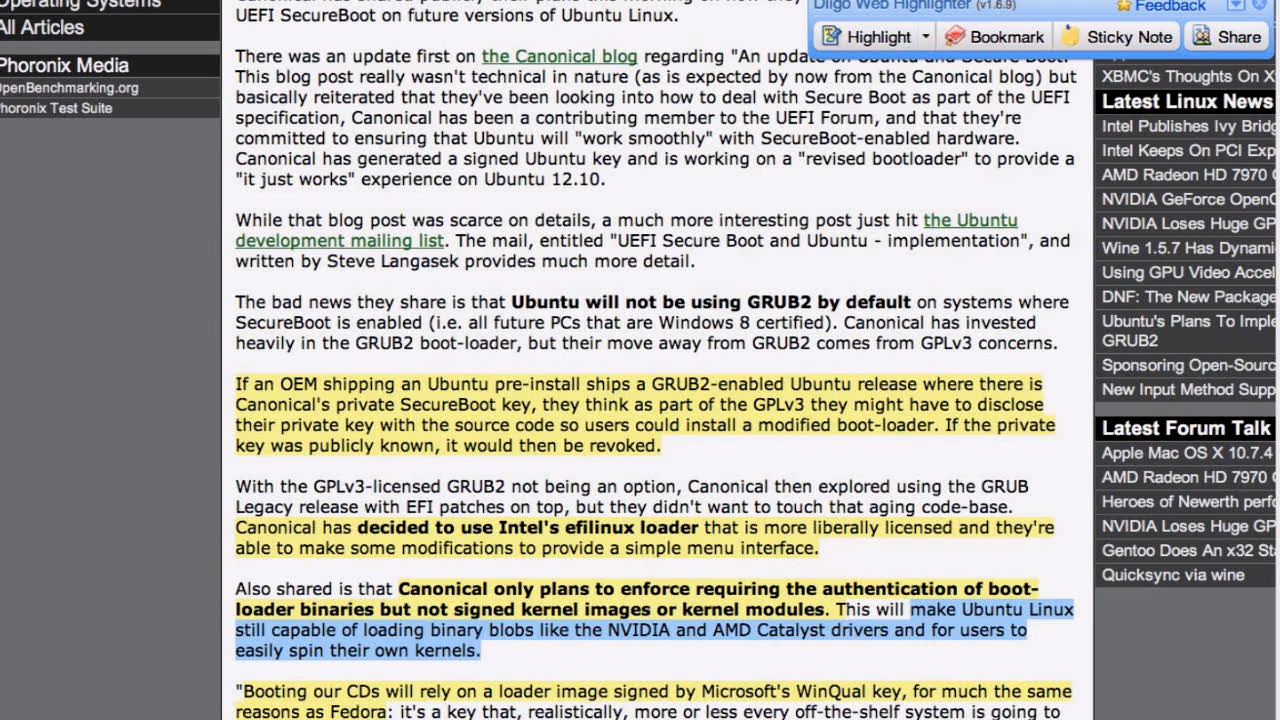 Operating Systems
All Articles
Phoronix Media
OpenBenchmarking.org
Phoronix Test Suite
UEFI SecureBoot on future versions of Ubuntu Linux.
There was an update first on the Canonical blog regarding "An update on Ubuntu and Secure Boot."
This blog post really wasn't technical in nature (as is expected by now from the Canonical blog) but
basically reiterated that they've been looking into how to deal with Secure Boot as part of the UEFI
specification, Canonical has been a contributing member to the UEFI Forum, and that they're
committed to ensuring that Ubuntu will "work smoothly" with SecureBoot-enabled hardware.
Canonical has generated a signed Ubuntu key and is working on a "revised bootloader" to provide a
"it just works" experience on Ubuntu 12.10.
While that blog post was scarce on details, a much more interesting post just hit the Ubuntu
development mailing list. The mail, entitled "UEFI Secure Boot and Ubuntu - implementation", and
written by Steve Langasek provides much more detail.
The bad news they share is that Ubuntu will not be using GRUB2 by default on systems where
SecureBoot is enabled (i.e. all future PCs that are Windows 8 certified). Canonical has invested
heavily in the GRUB2 boot-loader, but their move away from GRUB2 comes from GPLv3 concerns.
If an OEM shipping an Ubuntu pre-install ships a GRUB2-enabled Ubuntu release where there is
Canonical's private SecureBoot key, they think as part of the GPLv3 they might have to disclose
their private key with the source code so users could install a modified boot-loader. If the private
key was publicly known, it would then be revoked.
With the GPLv3-licensed GRUB2 not being an option, Canonical then explored using the GRUB
Legacy release with EFI patches on top, but they didn't want to touch that aging code-base.
Canonical has decided to use Intel's efilinux loader that is more liberally licensed and they're
able to make some modifications to provide a simple menu interface.
Also shared is that Canonical only plans to enforce requiring the authentication of boot-
loader binaries but not signed kernel images or kernel modules. This will make Ubuntu Linux
still capable of loading binary blobs like the NVIDIA and AMD Catalyst drivers and for users to
easily spin their own kernels.
"Booting our CDs will rely on a loader image signed by Microsoft's WinQual key, for much the same
reasons as Fedora: it's a key that, realistically, more or less every off-the-shelf system is going to
Diigo Web Highlighter (v1.6.9)
Feedback
Highlight
Bookmark
Sticky Note
Share
XBMC's Thoughts On X
Latest Linux News
Intel Publishes Ivy Bridg
Intel Keeps On PCI Exp
AMD Radeon HD 7970 G
NVIDIA GeForce OpenG
NVIDIA Loses Huge GP
Wine 1.5.7 Has Dynami
Using GPU Video Accel
DNF: The New Package
Ubuntu's Plans To Imple
GRUB2
Sponsoring Open-Sourc
New Input Method Supp
Latest Forum Talk
Apple Mac OS X 10.7.4
AMD Radeon HD 7970 G
Heroes of Newerth perfo
NVIDIA Loses Huge GP
Gentoo Does An x32 Sta
Quicksync via wine